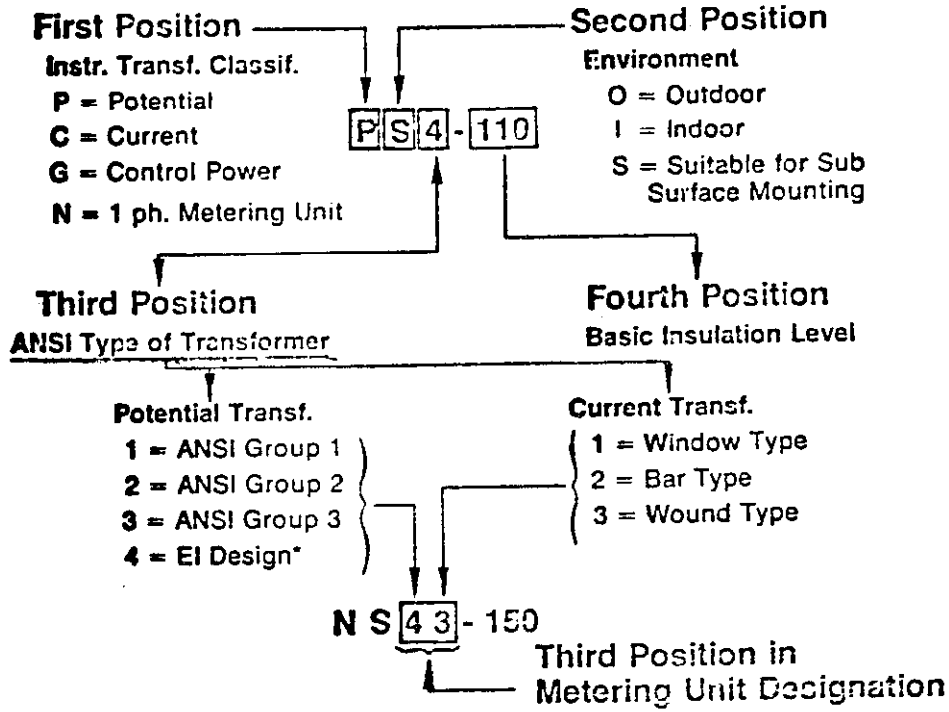 First Position
Instr. Transf. Classif.
P = Potential
C = Current
G = Control Power
N = 1 ph. Metering Unit
Second Position
Environment
O = Outdoor
I = Indoor
S = Suitable for Sub
Surface Mounting
PS4-110
Third Position
ANSI Type of Transformer
Fourth Position
Basic Insulation Level
Potential Transf.
1 = ANSI Group 1
2 = ANSI Group 2
3 = ANSI Group 3
4 = EI Design*
Current Transf.
1 = Window Type
2 = Bar Type
3 = Wound Type
N S 4 3 - 150
Third Position in
Metering Unit Designation